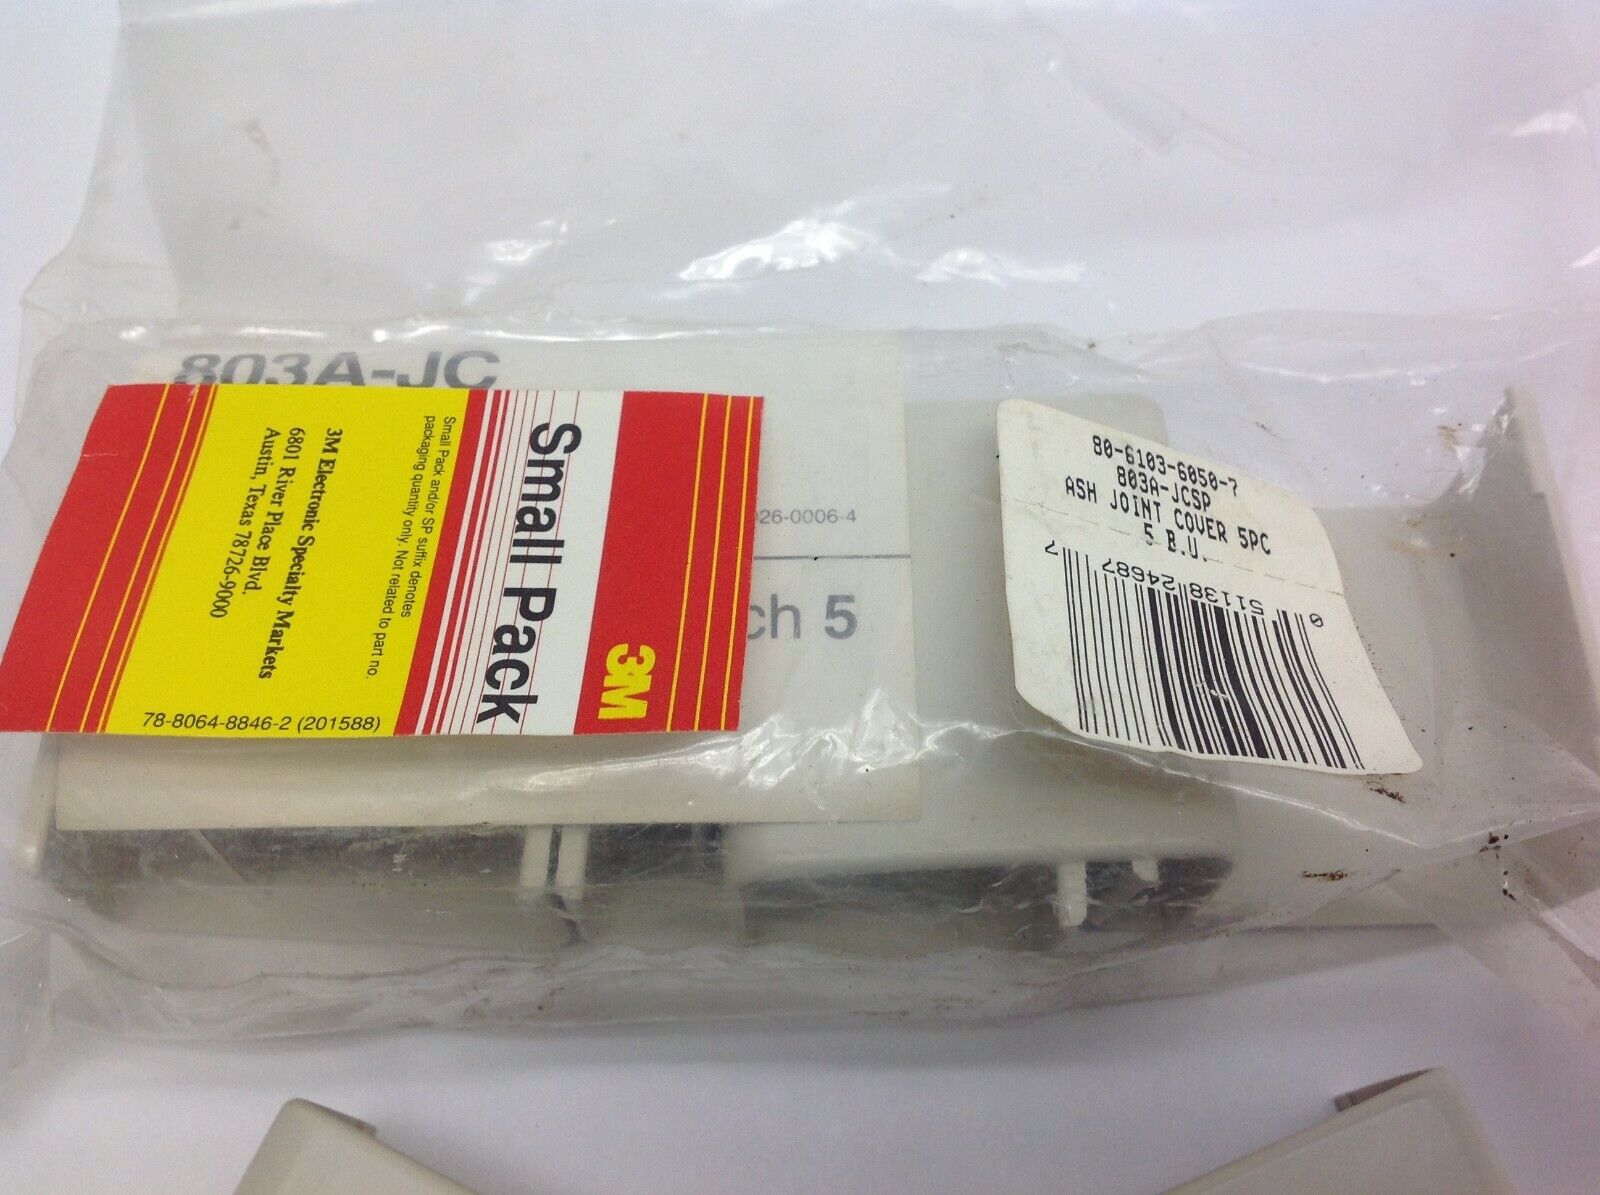 803A-JC
026-0006-4
ch 5
3M
Small Pack
Small Pack and/or SP suffix denotes
packaging quantity only. Not related to part no.
3M Electronic Specialty Markets
6801 River Place Blvd.
Austin, Texas 78726-9000
78-8064-8846-2 (201588)
80-6103-6050-7
803A-JCSP
ASH JOINT COVER 5PC
5 B.U.
0 51138 24687 7